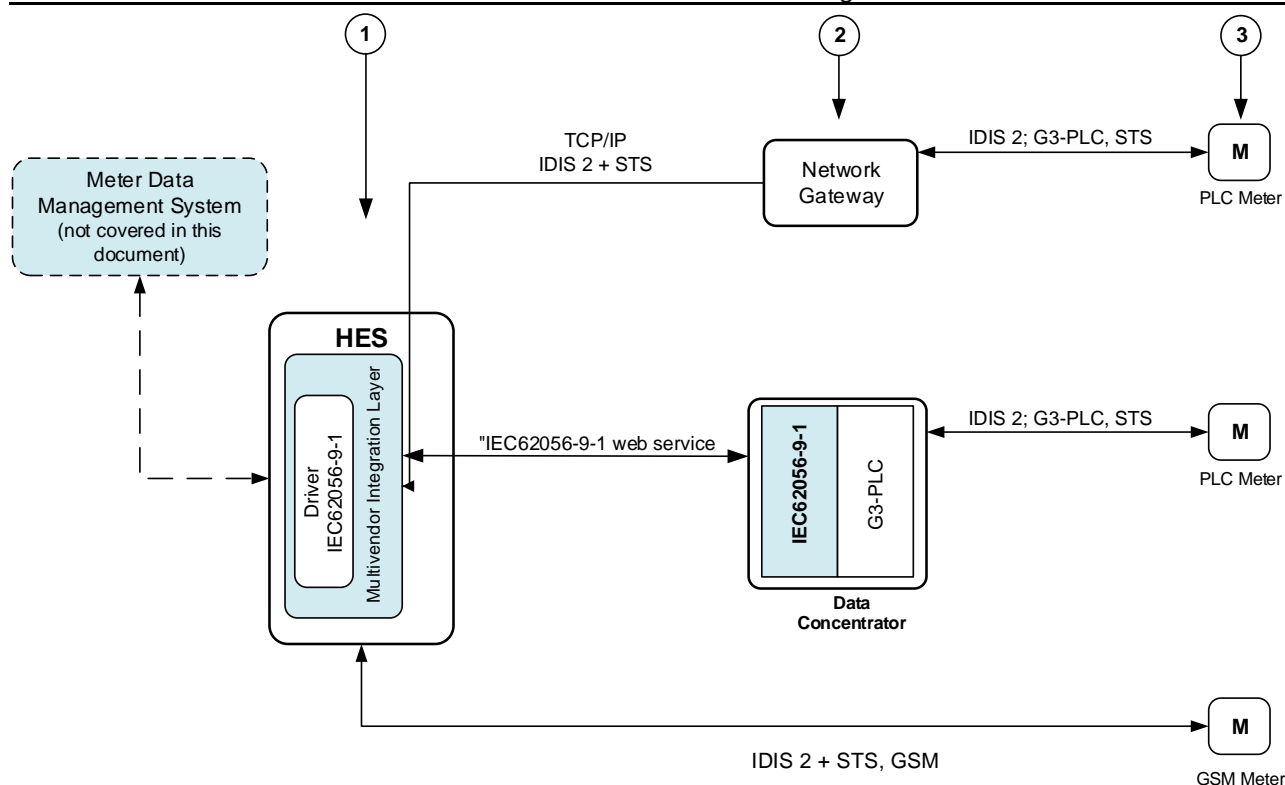 1
2
3
TCP/IP
IDIS 2 + STS
IDIS 2; G3-PLC, STS
Network
Gateway
M
PLC Meter
Meter Data
Management System
(not covered in this
document)
HES
Driver
IEC62056-9-1
Multivendor Integration Layer
"IEC62056-9-1 web service
IEC62056-9-1
G3-PLC
Data
Concentrator
IDIS 2; G3-PLC, STS
M
PLC Meter
IDIS 2 + STS, GSM
M
GSM Meter